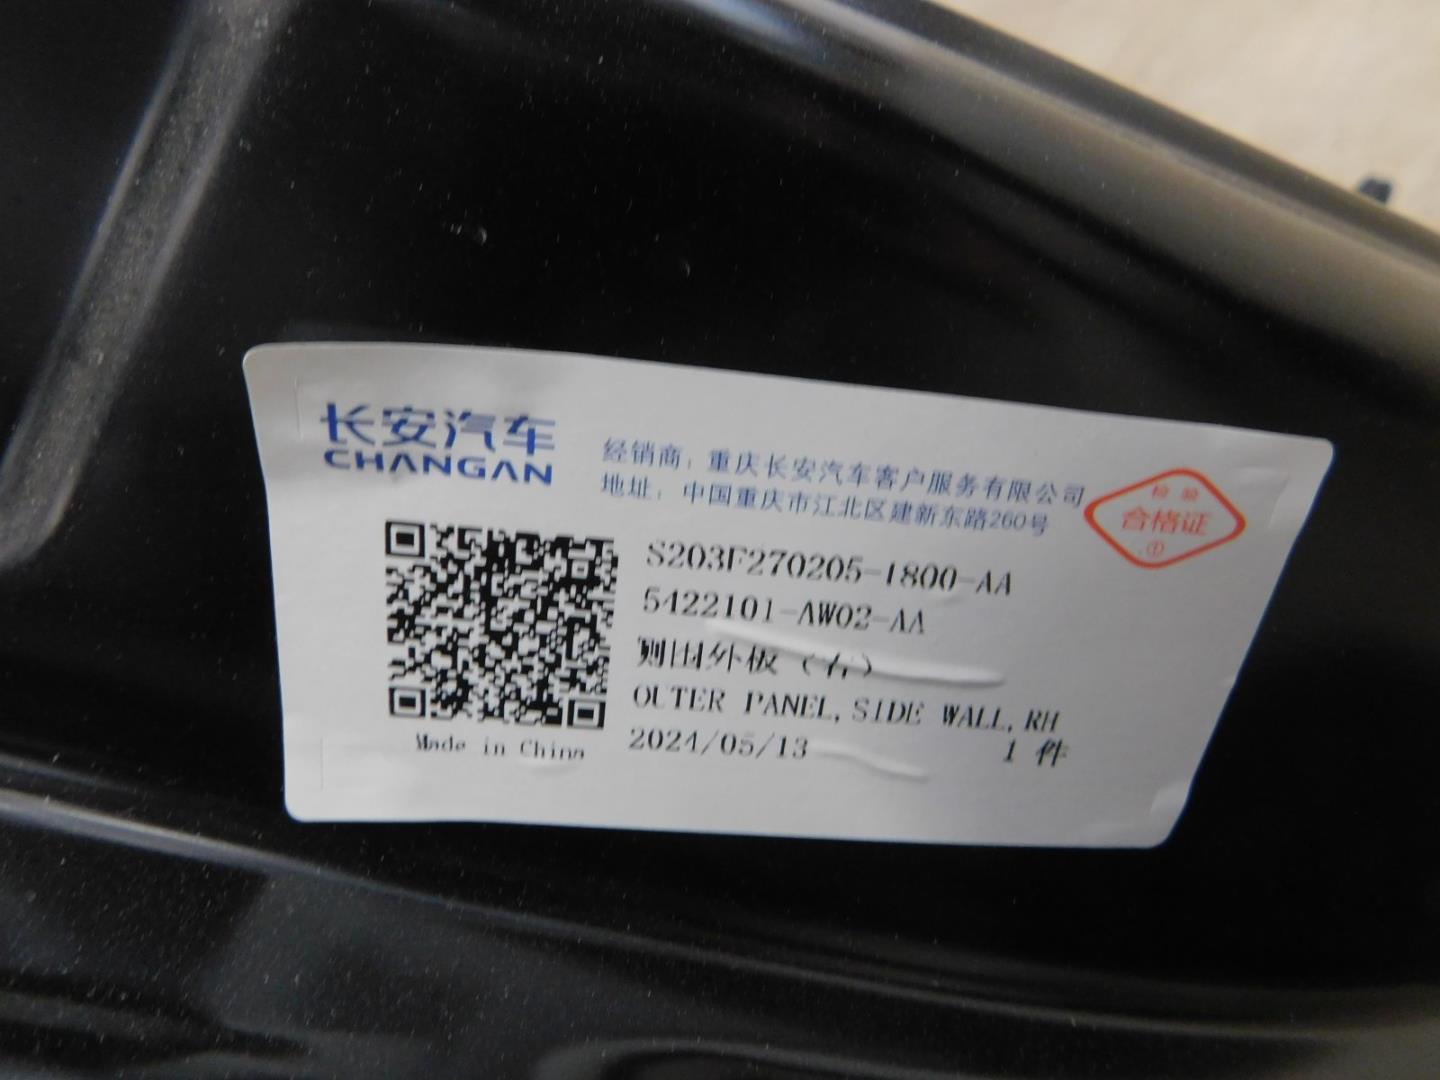 长安汽车
CHANGAN
经销商：重庆长安汽车客户服务有限公司
地址：中国重庆市江北区建新东路260号
检验
合格证
①
S203F270205-1800-AA
5422101-AW02-AA
侧围外板（右）
OUTER PANEL,SIDE WALL,RH
2024/05/13 1 件
Made in China